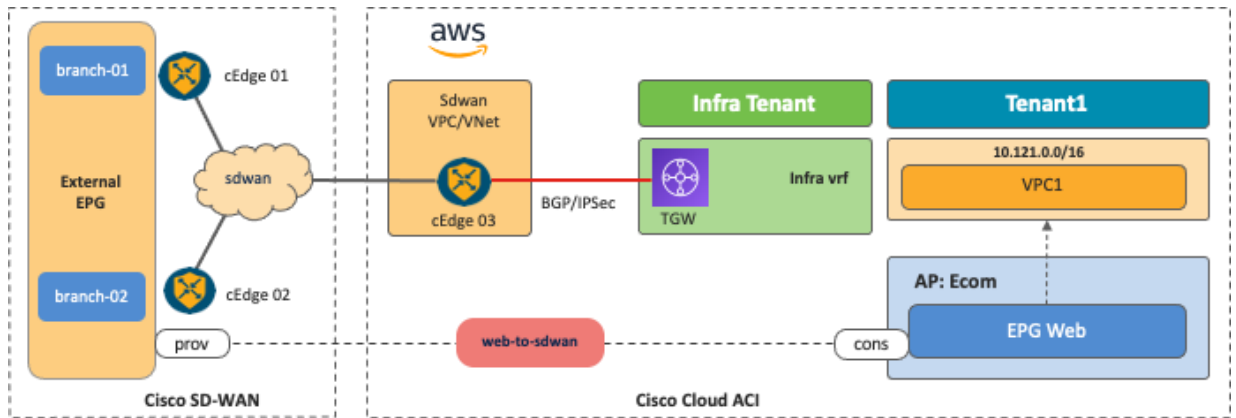 branch-01
cEdge 01
External
EPG
sdwan
branch-02
cEdge 02
prov
Cisco SD-WAN
aws
Sdwan
VPC/VNet
cEdge 03
BGP/IPSec
Infra Tenant
Infra vrf
TGW
Tenant1
10.121.0.0/16
VPC1
AP: Ecom
EPG Web
web-to-sdwan
cons
Cisco Cloud ACI